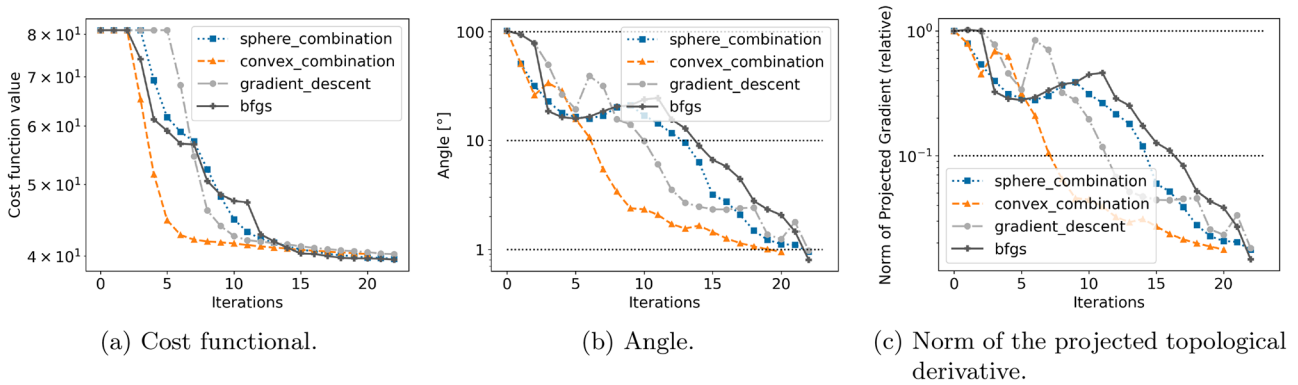 Cost function value
8 × 10¹
7 × 10¹
6 × 10¹
5 × 10¹
4 × 10¹
sphere_combination
convex_combination
gradient_descent
bfgs
0 5 10 15 20
Iterations
(a) Cost functional.
Angle [°]
100
10
1
sphere_combination
convex_combination
gradient_descent
bfgs
0 5 10 15 20
Iterations
(b) Angle.
Norm of Projected Gradient (relative)
10⁰
10⁻¹
sphere_combination
convex_combination
gradient_descent
bfgs
0 5 10 15 20
Iterations
(c) Norm of the projected topological
derivative.